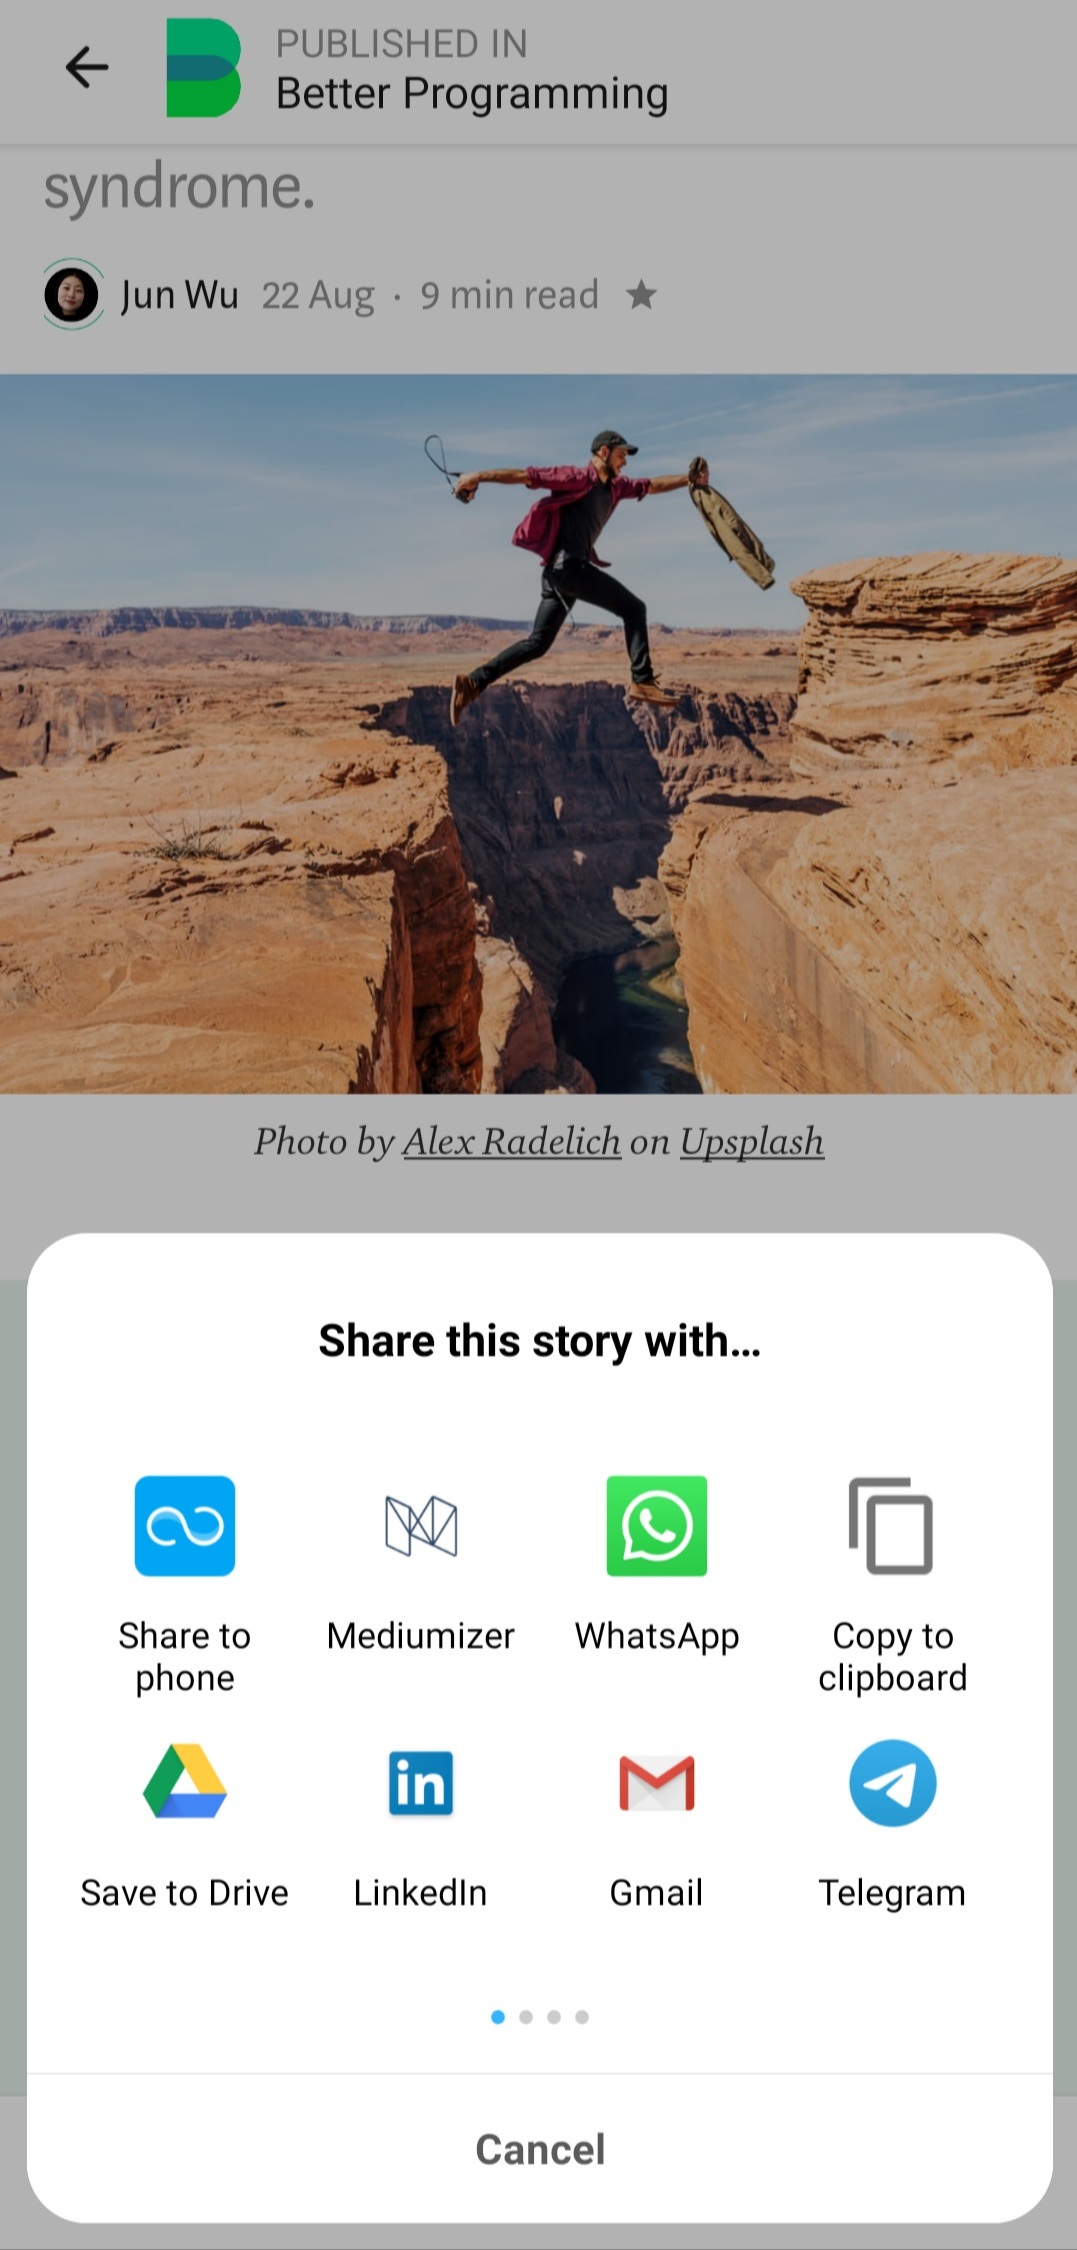 PUBLISHED IN
Better Programming
syndrome.
Jun Wu 22 Aug · 9 min read
Photo by Alex Radelich on Upsplash
Share this story with...
Share to
phone
Mediumizer
WhatsApp
Copy to
clipboard
Save to Drive
LinkedIn
Gmail
Telegram
Cancel